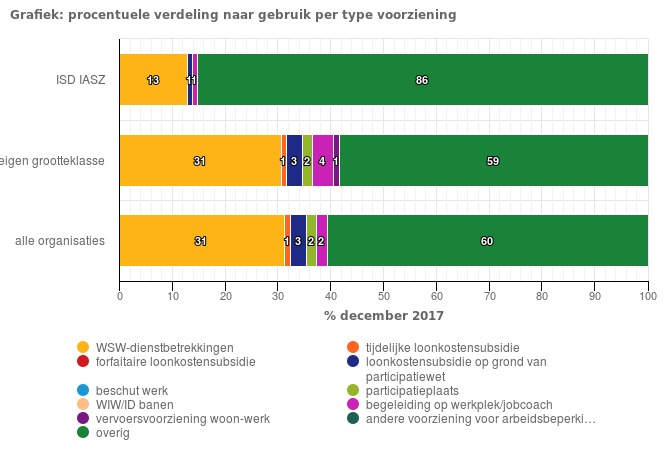 Grafiek: procentuele verdeling naar gebruik per type voorziening
ISD IASZ
13
1
1
86
eigen grootteklasse
31
1
3
2
4
1
59
alle organisaties
31
1
3
2
2
60
0 10 20 30 40 50 60 70 80 90 100
% december 2017
WSW-dienstbetrekkingen
tijdelijke loonkostensubsidie
forfaitaire loonkostensubsidie
loonkostensubsidie op grond van
participatiewet
beschut werk
participatieplaats
WIW/ID banen
begeleiding op werkplek/jobcoach
vervoersvoorziening woon-werk
andere voorziening voor arbeidsbeperki…
overig